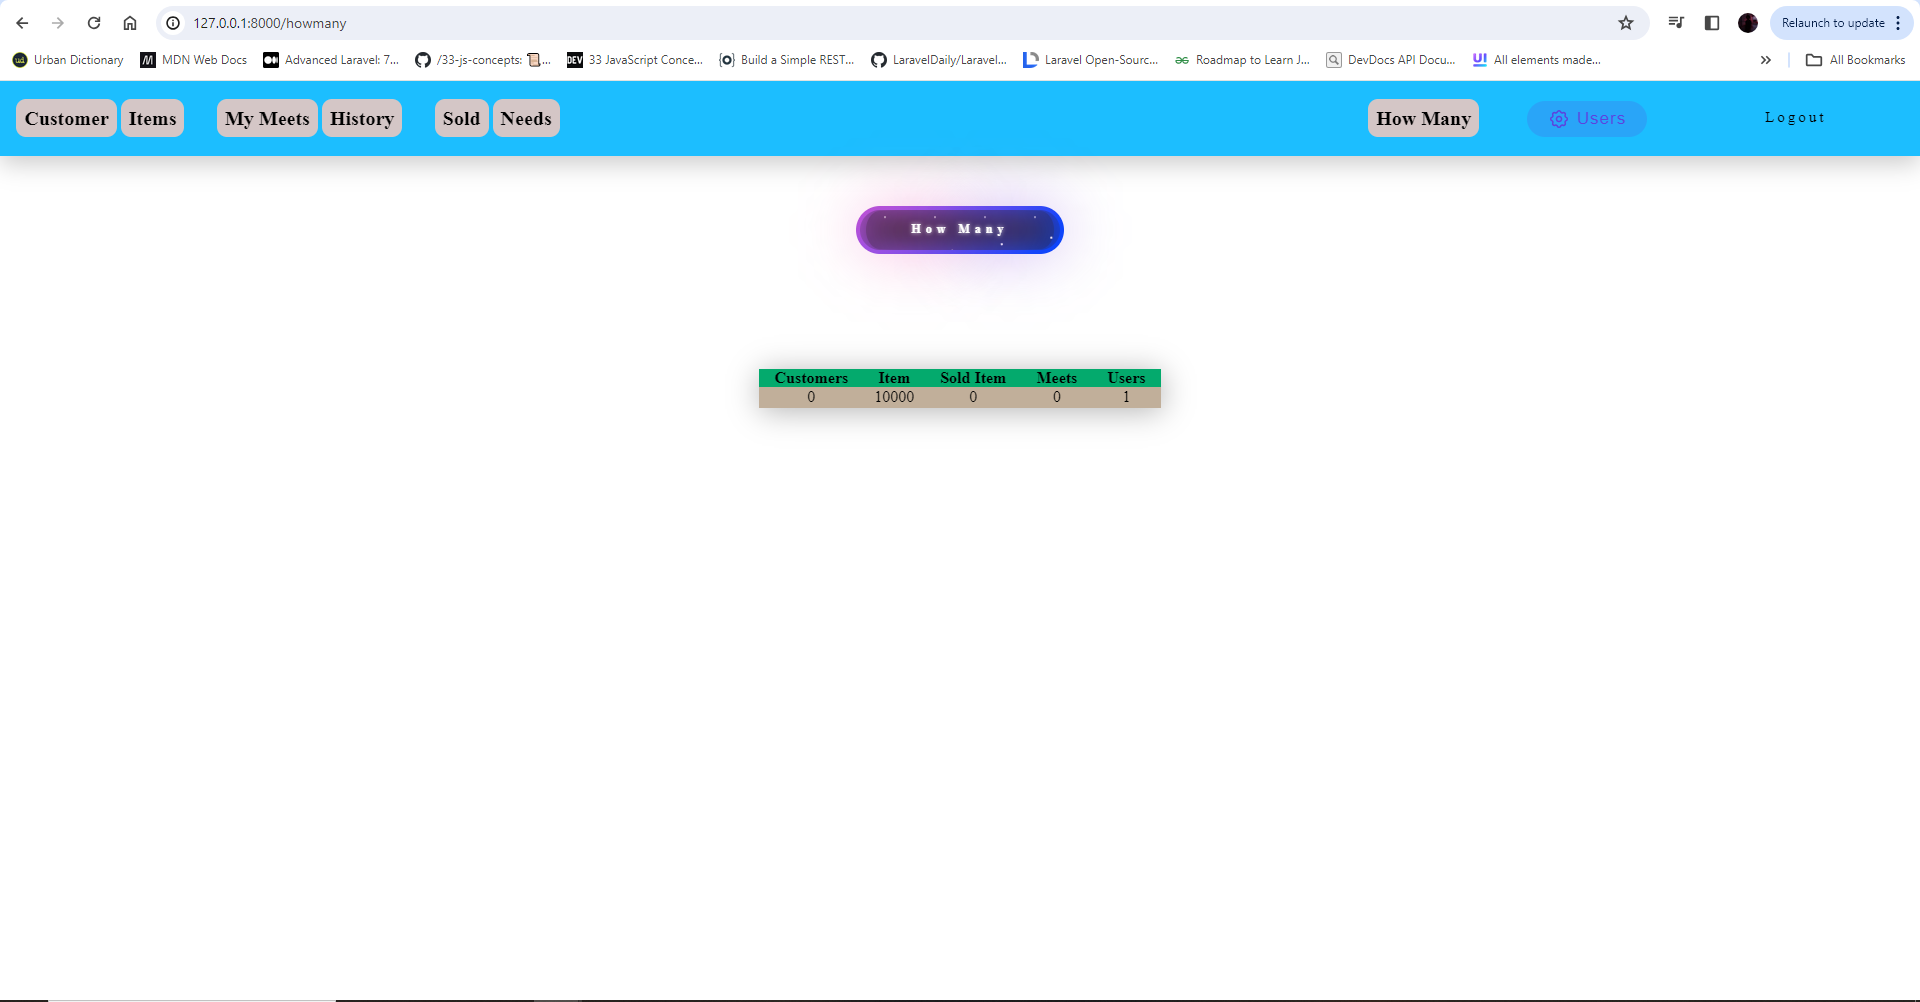 127.0.0.1:8000/howmany
Relaunch to update
Urban Dictionary MDN Web Docs Advanced Laravel: 7... /33-js-concepts: 📜... 33 JavaScript Conce... Build a Simple REST... LaravelDaily/Laravel... Laravel Open-Sourc... Roadmap to Learn J... DevDocs API Docu... All elements made... All Bookmarks
Customer Items My Meets History Sold Needs How Many Users Logout
How Many
Customers Item Sold Item Meets Users
0 10000 0 0 1